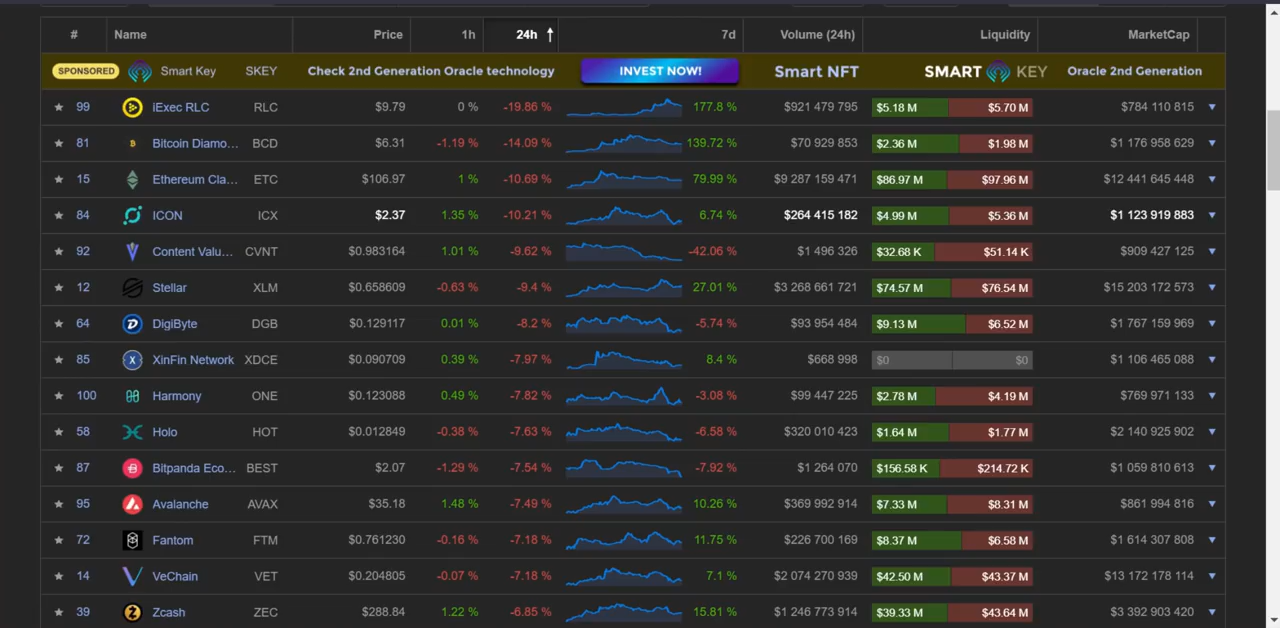 # Name Price 1h 24h ↑ 7d Volume (24h) Liquidity MarketCap
SPONSORED Smart Key SKEY Check 2nd Generation Oracle technology INVEST NOW! Smart NFT SMART KEY Oracle 2nd Generation
★ 99 iExec RLC RLC $9.79 0 % -19.86 % 177.8 % $921 479 795 $5.18 M $5.70 M $784 110 815 ▼
★ 81 Bitcoin Diamo... BCD $6.31 -1.19 % -14.09 % 139.72 % $70 929 853 $2.36 M $1.98 M $1 176 958 629 ▼
★ 15 Ethereum Cla... ETC $106.97 1 % -10.69 % 79.99 % $9 287 159 471 $86.97 M $97.96 M $12 441 645 448 ▼
★ 84 ICON ICX $2.37 1.35 % -10.21 % 6.74 % $264 415 182 $4.99 M $5.36 M $1 123 919 883 ▼
★ 92 Content Valu... CVNT $0.983164 1.01 % -9.62 % -42.06 % $1 496 326 $32.68 K $51.14 K $909 427 125 ▼
★ 12 Stellar XLM $0.658609 -0.63 % -9.4 % 27.01 % $3 268 661 721 $74.57 M $76.54 M $15 203 172 573 ▼
★ 64 DigiByte DGB $0.129117 0.01 % -8.2 % -5.74 % $93 954 484 $9.13 M $6.52 M $1 767 159 969 ▼
★ 85 XinFin Network XDCE $0.090709 0.39 % -7.97 % 8.4 % $668 998 $0 $0 $1 106 465 088 ▼
★ 100 Harmony ONE $0.123088 0.49 % -7.82 % -3.08 % $99 447 225 $2.78 M $4.19 M $769 971 133 ▼
★ 58 Holo HOT $0.012849 -0.38 % -7.63 % -6.58 % $320 010 423 $1.64 M $1.77 M $2 140 925 902 ▼
★ 87 Bitpanda Eco... BEST $2.07 -1.29 % -7.54 % -7.92 % $1 264 070 $156.58 K $214.72 K $1 059 810 613 ▼
★ 95 Avalanche AVAX $35.18 1.48 % -7.49 % 10.26 % $369 992 914 $7.33 M $8.31 M $861 994 816 ▼
★ 72 Fantom FTM $0.761230 -0.16 % -7.18 % 11.75 % $226 700 169 $8.37 M $6.58 M $1 614 307 808 ▼
★ 14 VeChain VET $0.204805 -0.07 % -7.18 % 7.1 % $2 074 270 939 $42.50 M $43.37 M $13 172 178 114 ▼
★ 39 Zcash ZEC $288.84 1.22 % -6.85 % 15.81 % $1 246 773 914 $39.33 M $43.64 M $3 392 903 420 ▼